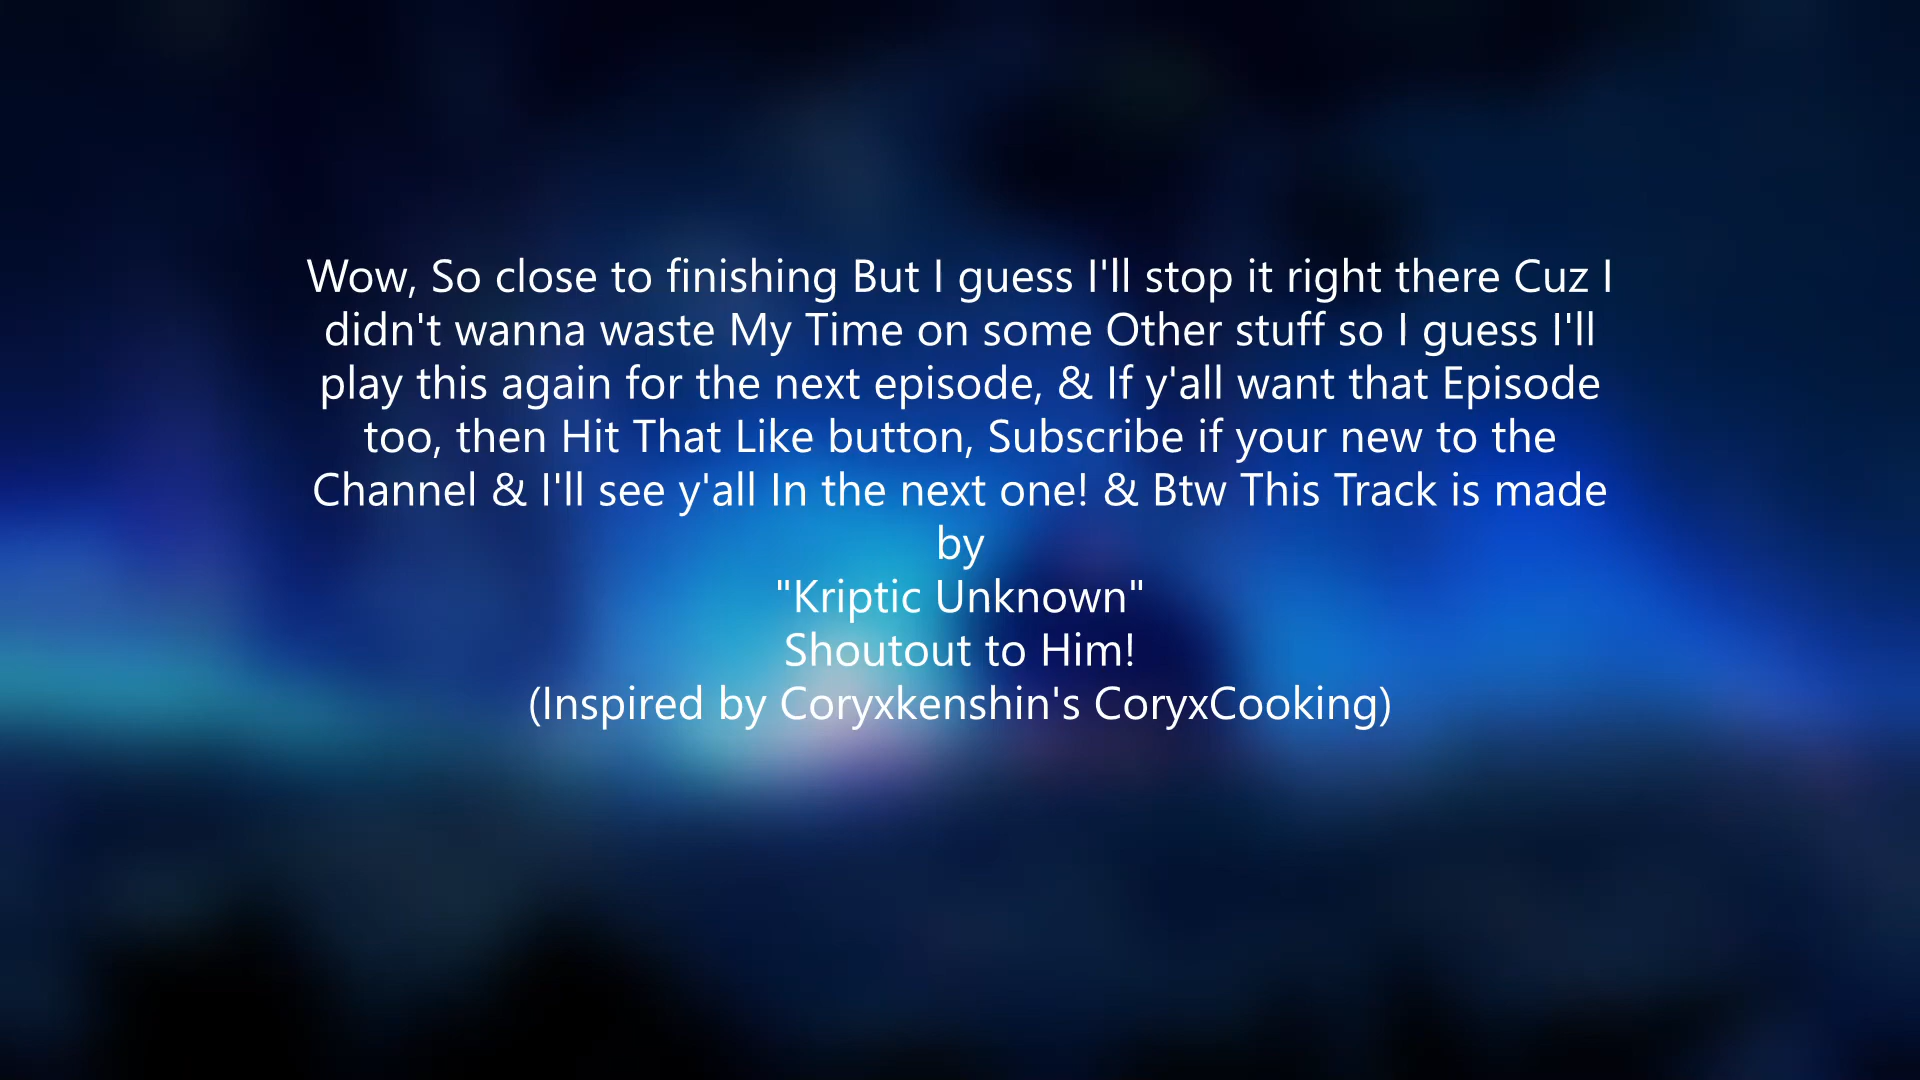 Wow, So close to finishing But I guess I'll stop it right there Cuz I
didn't wanna waste My Time on some Other stuff so I guess I'll
play this again for the next episode, & If y'all want that Episode
too, then Hit That Like button, Subscribe if your new to the
Channel & I'll see y'all In the next one! & Btw This Track is made
by
"Kriptic Unknown"
Shoutout to Him!
(Inspired by Coryxkenshin's CoryxCooking)